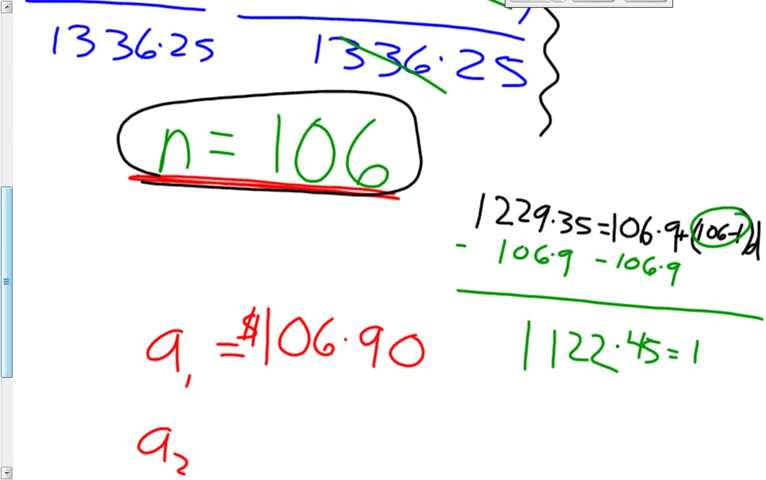 1336.25 1336.25
n = 106
1229.35=106.9+(106-1)d
- 106.9 - 106.9
1122.45 = 1
a₁ = $106.90
a₂